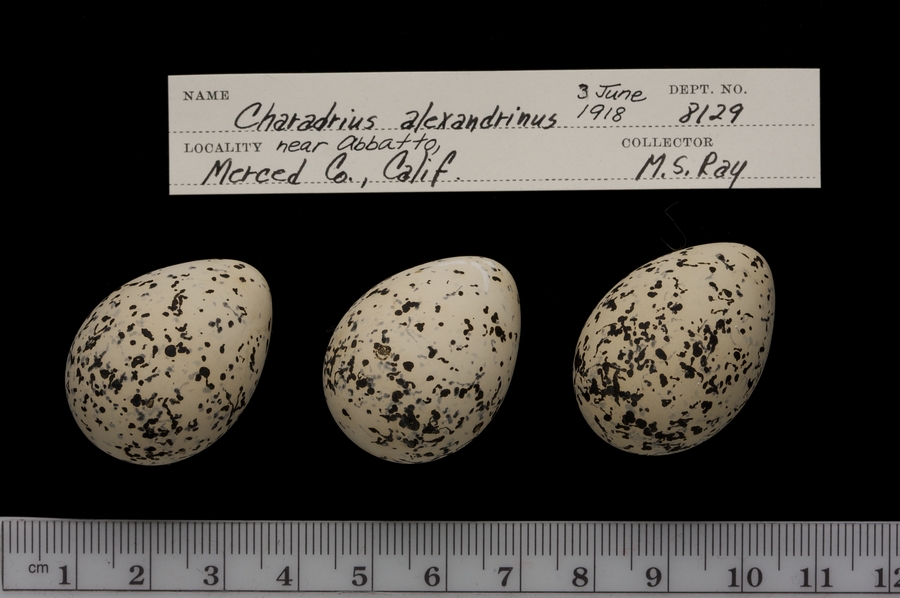 NAME Charadrius alexandrinus 3 June 1918 DEPT. NO. 8129
LOCALITY near Abbatto, Merced Co., Calif. COLLECTOR M.S. Ray
cm 1 2 3 4 5 6 7 8 9 10 11 12